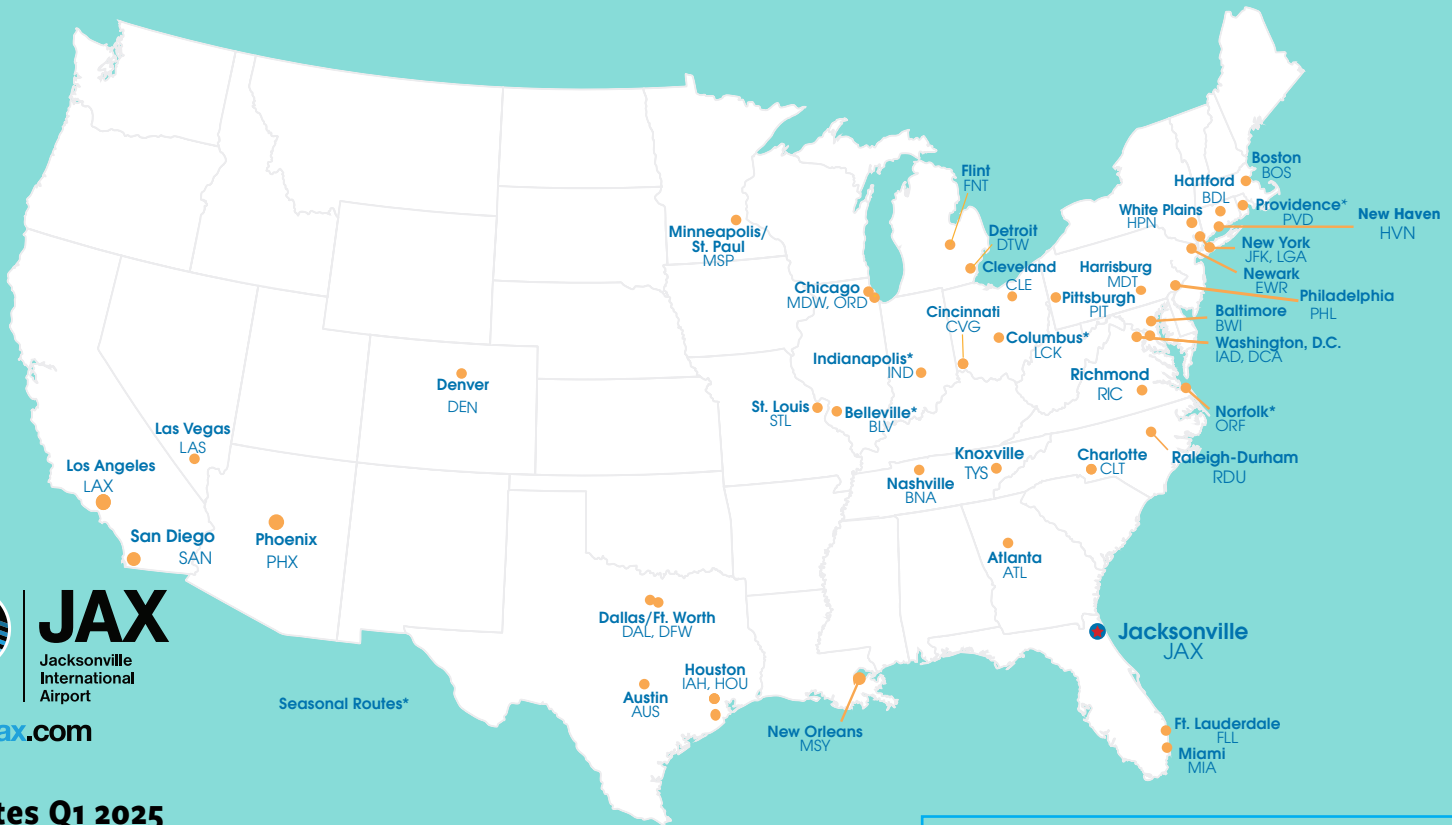 Flint
FNT
Boston
BOS
Hartford
BDL
Providence*
PVD
White Plains
HPN
New Haven
HVN
Minneapolis/
St. Paul
MSP
Detroit
DTW
New York
JFK, LGA
Cleveland
CLE
Harrisburg
MDT
Newark
EWR
Chicago
MDW, ORD
Pittsburgh
PIT
Philadelphia
PHL
Cincinnati
CVG
Baltimore
BWI
Columbus*
LCK
Washington, D.C.
IAD, DCA
Indianapolis*
IND
Richmond
RIC
Denver
DEN
St. Louis
STL
Belleville*
BLV
Norfolk*
ORF
Las Vegas
LAS
Knoxville
TYS
Charlotte
CLT
Raleigh-Durham
RDU
Los Angeles
LAX
Nashville
BNA
San Diego
SAN
Phoenix
PHX
Atlanta
ATL
JAX
Jacksonville
International
Airport
Dallas/Ft. Worth
DAL, DFW
Jacksonville
JAX
Houston
IAH, HOU
Austin
AUS
Seasonal Routes*
ax.com
New Orleans
MSY
Ft. Lauderdale
FLL
Miami
MIA
tes Q1 2025